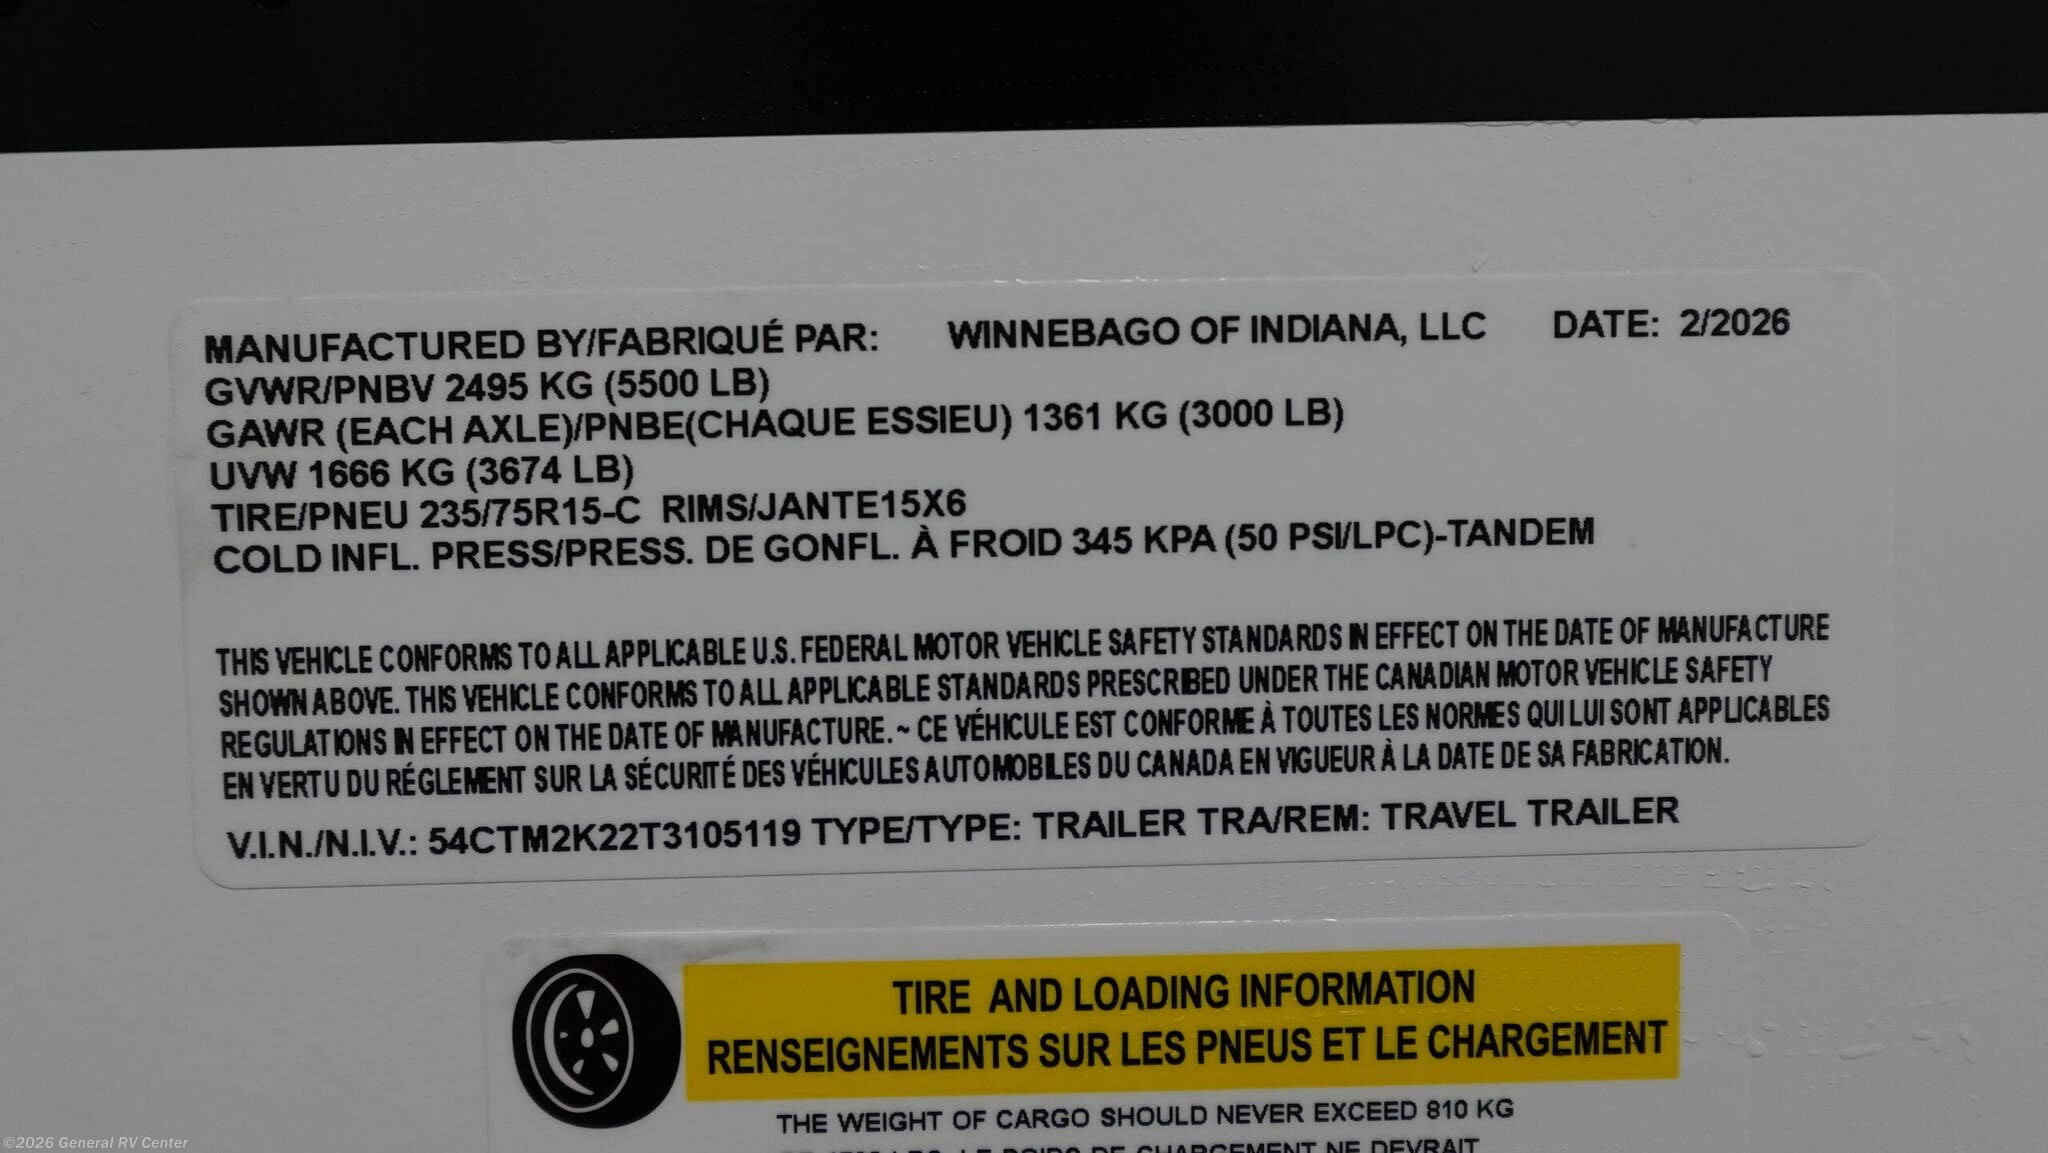 MANUFACTURED BY/FABRIQUÉ PAR: WINNEBAGO OF INDIANA, LLC DATE: 2/2026
GVWR/PNBV 2495 KG (5500 LB)
GAWR (EACH AXLE)/PNBE(CHAQUE ESSIEU) 1361 KG (3000 LB)
UVW 1666 KG (3674 LB)
TIRE/PNEU 235/75R15-C RIMS/JANTE15X6
COLD INFL. PRESS/PRESS. DE GONFL. À FROID 345 KPA (50 PSI/LPC)-TANDEM
THIS VEHICLE CONFORMS TO ALL APPLICABLE U.S. FEDERAL MOTOR VEHICLE SAFETY STANDARDS IN EFFECT ON THE DATE OF MANUFACTURE
SHOWN ABOVE. THIS VEHICLE CONFORMS TO ALL APPLICABLE STANDARDS PRESCRIBED UNDER THE CANADIAN MOTOR VEHICLE SAFETY
REGULATIONS IN EFFECT ON THE DATE OF MANUFACTURE. ~ CE VÉHICULE EST CONFORME À TOUTES LES NORMES QUI LUI SONT APPLICABLES
EN VERTU DU RÉGLEMENT SUR LA SÉCURITÉ DES VÉHICULES AUTOMOBILES DU CANADA EN VIGUEUR À LA DATE DE SA FABRICATION.
V.I.N./N.I.V.: 54CTM2K22T3105119 TYPE/TYPE: TRAILER TRA/REM: TRAVEL TRAILER
TIRE AND LOADING INFORMATION
RENSEIGNEMENTS SUR LES PNEUS ET LE CHARGEMENT
THE WEIGHT OF CARGO SHOULD NEVER EXCEED 810 KG
LE POIDS DE CHARGEMENT NE DEVRAIT
©2026 General RV Center